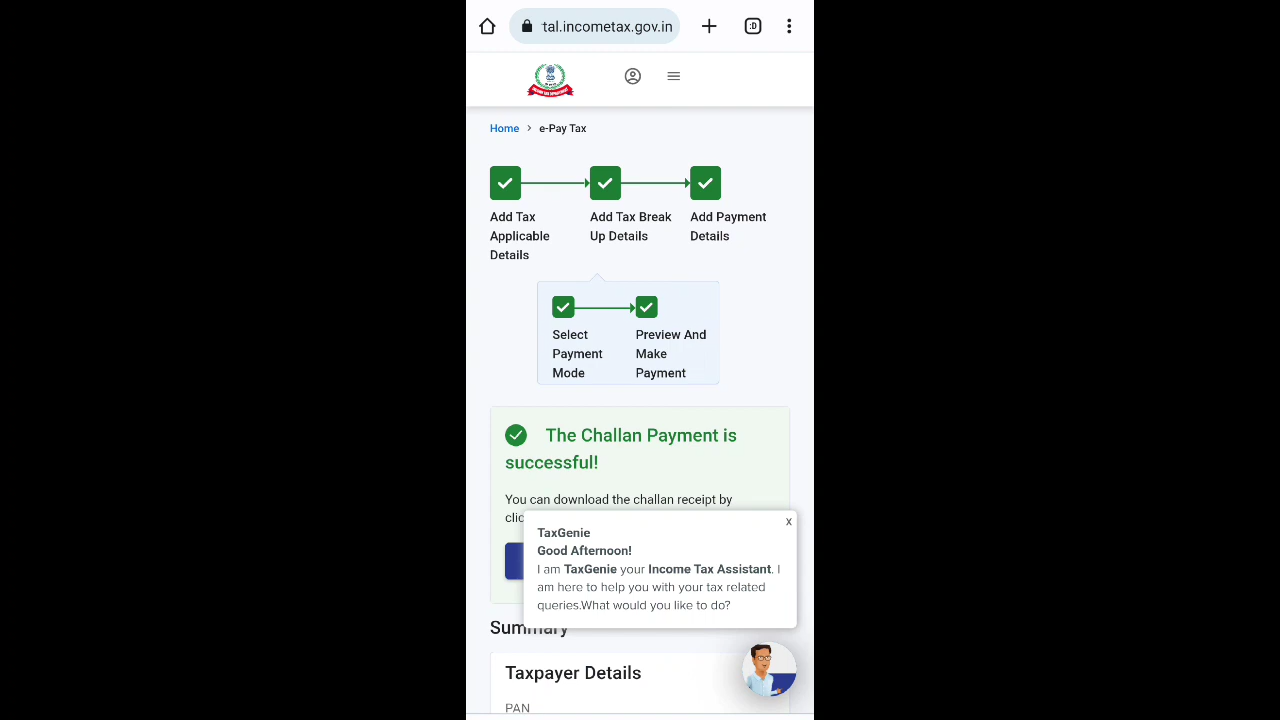 tal.incometax.gov.in
:D
Home > e-Pay Tax
Add Tax
Applicable
Details
Add Tax Break
Up Details
Add Payment
Details
Select
Payment
Mode
Preview And
Make
Payment
The Challan Payment is
successful!
You can download the challan receipt by
clic
x
TaxGenie
Good Afternoon!
I am TaxGenie your Income Tax Assistant. I
am here to help you with your tax related
queries.What would you like to do?
Summary
Taxpayer Details
PAN